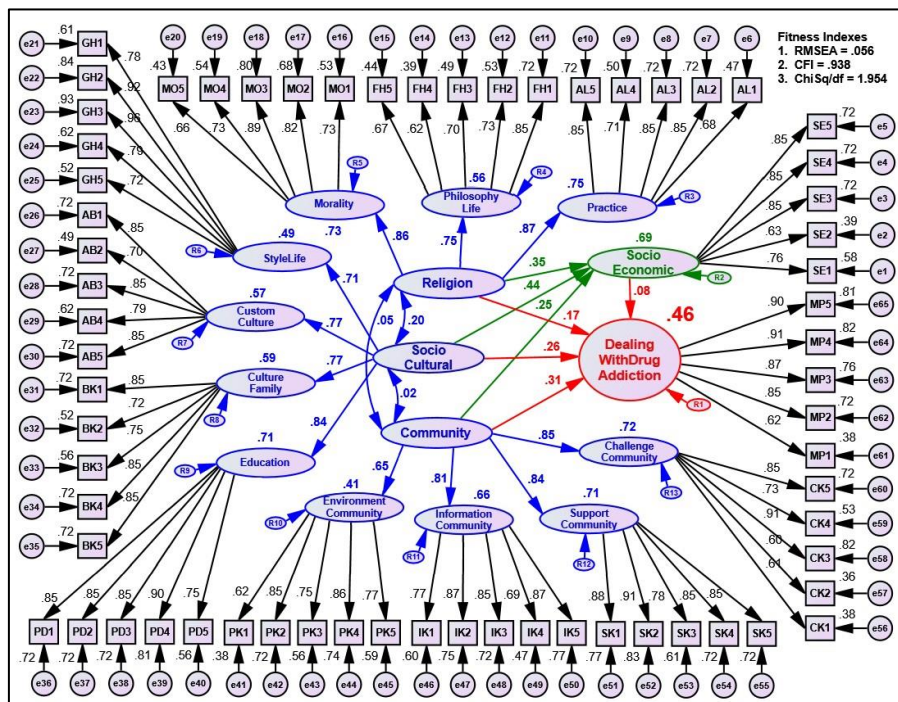 Fitness Indexes
1. RMSEA = .056
2. CFI = .938
3. ChiSq/df = 1.954
e20 e19 e18 e17 e16 e15 e14 e13 e12 e11 e10 e9 e8 e7 e6
.43 .54 .80 .68 .53 .44 .39 .49 .53 .72 .72 .50 .72 .72 .47
MO5 MO4 MO3 MO2 MO1 FH5 FH4 FH3 FH2 FH1 AL5 AL4 AL3 AL2 AL1
.66 .73 .89 .82 .73 .67 .62 .70 .73 .85 .85 .71 .85 .85 .68
e21 .61 GH1 .78
e22 .84 GH2 .92
e23 .93 GH3 .96
e24 .62 GH4 .79
e25 .52 GH5 .72
e26 .72 AB1 .85
e27 .49 AB2 .70
e28 .72 AB3 .85
e29 .62 AB4 .79
e30 .72 AB5 .85
e31 .72 BK1 .85
e32 .52 BK2 .72
e33 .56 BK3 .75
e34 .72 BK4 .85
e35 .72 BK5 .85
R5
Morality
.73
.56
Philosophy
Life
R4
.75
Practice
R3
.49
StyleLife
R6
.71
.86
.75
.87
Religion
.35
.44
.25
.69
Socio
Economic
R2
.08
.57
Custom
Culture
R7
.77
.05
.20
.17
Socio
Cultural
.26
.46
Dealing
WithDrug
Addiction
R1
.59
Culture
Family
R8
.77
.02
.31
.71
Education
R9
.84
Community
.85
.72
Challenge
Community
R13
.65
.81
.84
.41
Environment
Community
R10
.66
Information
Community
R11
.71
Support
Community
R12
.85 SE5 .72 e5
.85 SE4 .72 e4
.85 SE3 .72 e3
.63 SE2 .39 e2
.76 SE1 .58 e1
.90 MP5 .81 e65
.91 MP4 .82 e64
.87 MP3 .76 e63
.85 MP2 .72 e62
.62 MP1 .38 e61
.85 CK5 .72 e60
.73 CK4 .53 e59
.91 CK3 .82 e58
.60 CK2 .36 e57
.61 CK1 .38 e56
.85 .85 .85 .90 .75 .62 .85 .75 .86 .77 .77 .87 .85 .69 .87 .88 .91 .78 .85 .85
PD1 PD2 PD3 PD4 PD5 PK1 PK2 PK3 PK4 PK5 IK1 IK2 IK3 IK4 IK5 SK1 SK2 SK3 SK4 SK5
.72 .72 .72 .81 .56 .38 .72 .56 .74 .59 .60 .75 .72 .47 .77 .77 .83 .61 .72 .72
e36 e37 e38 e39 e40 e41 e42 e43 e44 e45 e46 e47 e48 e49 e50 e51 e52 e53 e54 e55